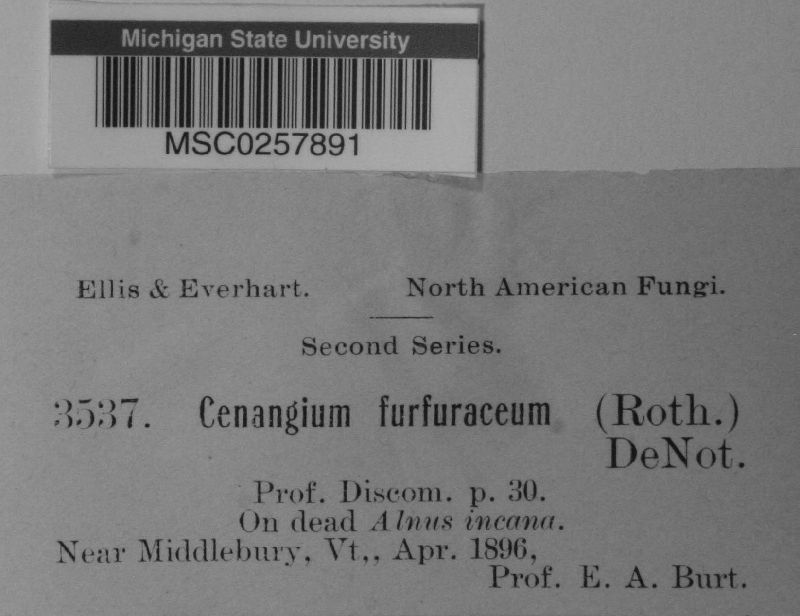 Michigan State University
MSC0257891
Ellis & Everhart. North American Fungi.
Second Series.
3537. Cenangium furfuraceum (Roth.)
DeNot.
Prof. Discom. p. 30.
On dead Alnus incana.
Near Middlebury, Vt,, Apr. 1896,
Prof. E. A. Burt.